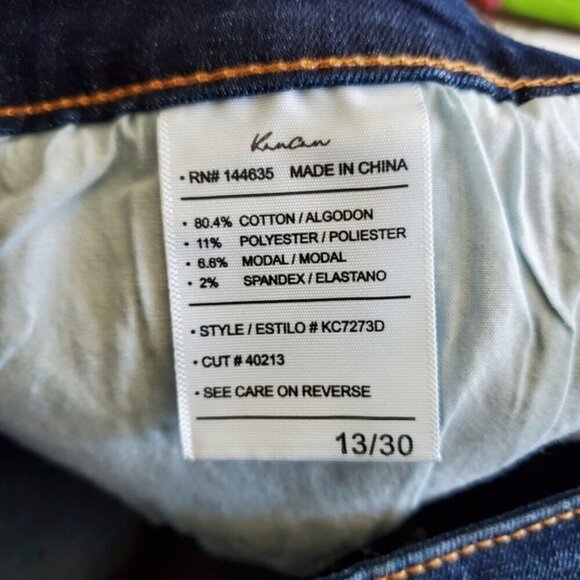 KanCan
• RN# 144635 MADE IN CHINA
• 80.4% COTTON / ALGODON
• 11% POLYESTER / POLIESTER
• 6.6% MODAL / MODAL
• 2% SPANDEX / ELASTANO
• STYLE / ESTILO # KC7273D
• CUT # 40213
• SEE CARE ON REVERSE
13/30